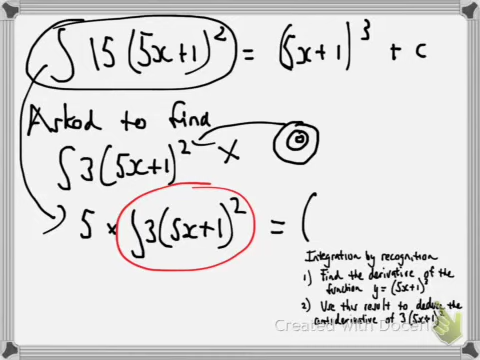 ∫ 15 (5x+1)² = (5x+1)³ + c
Asked to find
∫ 3 (5x+1)² x
5 × ∫ 3 (5x+1)² = (
Integration by recognition
1) Find the derivative of the
function y = (5x+1)³
2) Use this result to deduce the
antiderivative of 3(5x+1)²
Created with Doceri